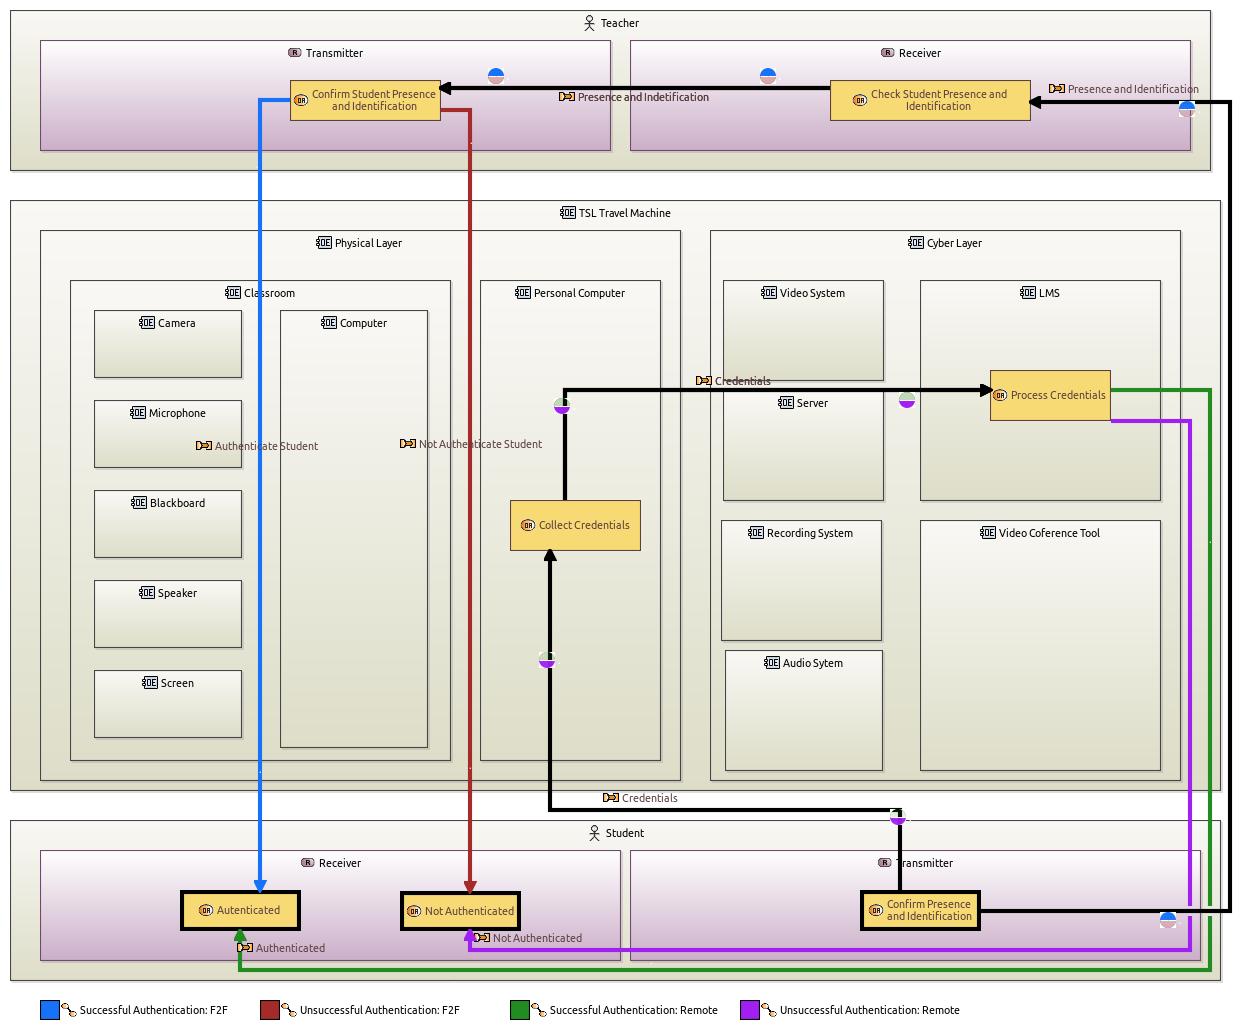 Teacher
Transmitter
Receiver
Confirm Student Presence
and Identification
Presence and Indetification
Check Student Presence and
Identification
Presence and Identification
TSL Travel Machine
Physical Layer
Cyber Layer
Classroom
Personal Computer
Video System
LMS
Camera
Computer
Credentials
Process Credentials
Microphone
Server
Authenticate Student
Not Authenticate Student
Blackboard
Collect Credentials
Recording System
Video Coference Tool
Speaker
Audio Sytem
Screen
Credentials
Student
Receiver
Transmitter
Autenticated
Not Authenticated
Confirm Presence
and Identification
Authenticated
Not Authenticated
Successful Authentication: F2F
Unsuccessful Authentication: F2F
Successful Authentication: Remote
Unsuccessful Authentication: Remote